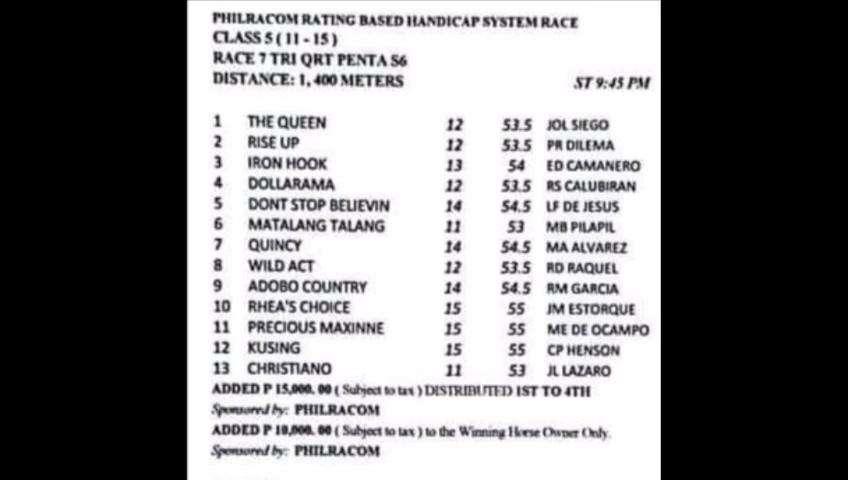 PHILRACOM RATING BASED HANDICAP SYSTEM RACE
CLASS 5 ( 11 - 15 )
RACE 7 TRI QRT PENTA S6
DISTANCE: 1, 400 METERS ST 9:45 PM
1 THE QUEEN 12 53.5 JOL SIEGO
2 RISE UP 12 53.5 PR DILEMA
3 IRON HOOK 13 54 ED CAMANERO
4 DOLLARAMA 12 53.5 RS CALUBIRAN
5 DONT STOP BELIEVIN 14 54.5 LF DE JESUS
6 MATALANG TALANG 11 53 MB PILAPIL
7 QUINCY 14 54.5 MA ALVAREZ
8 WILD ACT 12 53.5 RD RAQUEL
9 ADOBO COUNTRY 14 54.5 RM GARCIA
10 RHEA'S CHOICE 15 55 JM ESTORQUE
11 PRECIOUS MAXINNE 15 55 ME DE OCAMPO
12 KUSING 15 55 CP HENSON
13 CHRISTIANO 11 53 JL LAZARO
ADDED P 15,000. 00 ( Subject to tax ) DISTRIBUTED 1ST TO 4TH
Sponsored by: PHILRACOM
ADDED P 10,000. 00 ( Subject to tax ) to the Winning Horse Owner Only.
Sponsored by: PHILRACOM